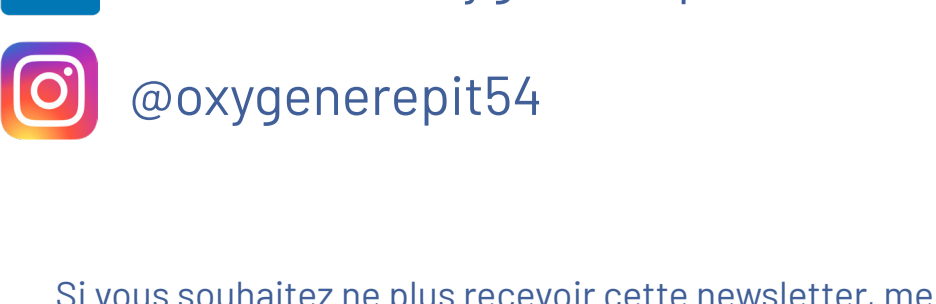 @oxygenerepit54
Si vous souhaitez ne plus recevoir cette newsletter, me